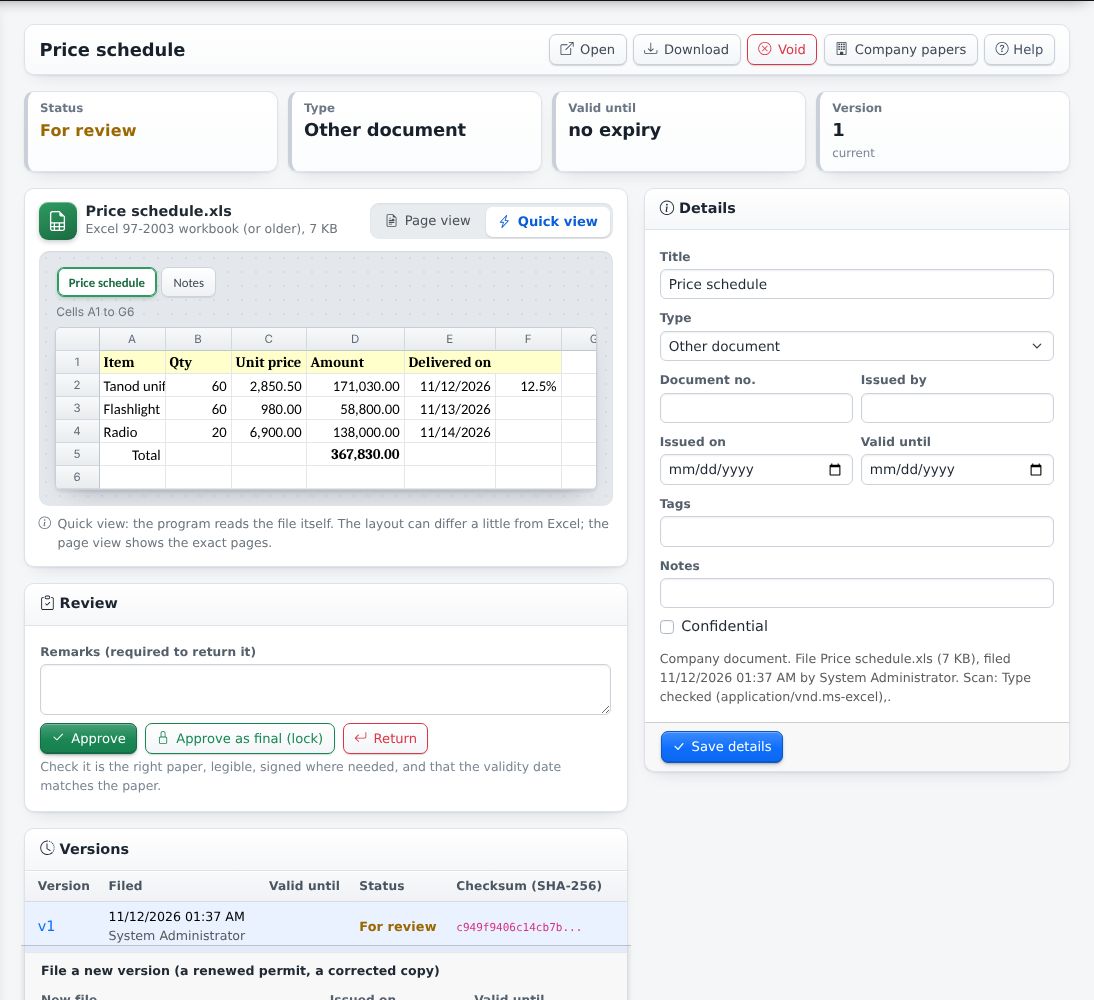 Price schedule
Open Download Void Company papers Help
Status
For review
Type
Other document
Valid until
no expiry
Version
1
current
Price schedule.xls
Excel 97-2003 workbook (or older), 7 KB
Page view Quick view
Price schedule Notes
Cells A1 to G6
A B C D E F G
1 Item Qty Unit price Amount Delivered on
2 Tanod unif 60 2,850.50 171,030.00 11/12/2026 12.5%
3 Flashlight 60 980.00 58,800.00 11/13/2026
4 Radio 20 6,900.00 138,000.00 11/14/2026
5 Total 367,830.00
6
Quick view: the program reads the file itself. The layout can differ a little from Excel; the
page view shows the exact pages.
Review
Remarks (required to return it)
Approve Approve as final (lock) Return
Check it is the right paper, legible, signed where needed, and that the validity date
matches the paper.
Versions
Version Filed Valid until Status Checksum (SHA-256)
v1 11/12/2026 01:37 AM For review c949f9406c14cb7b...
System Administrator
File a new version (a renewed permit, a corrected copy)
New file Issued on Valid until
Details
Title
Price schedule
Type
Other document
Document no. Issued by
Issued on Valid until
mm/dd/yyyy mm/dd/yyyy
Tags
Notes
Confidential
Company document. File Price schedule.xls (7 KB), filed
11/12/2026 01:37 AM by System Administrator. Scan: Type
checked (application/vnd.ms-excel),.
Save details